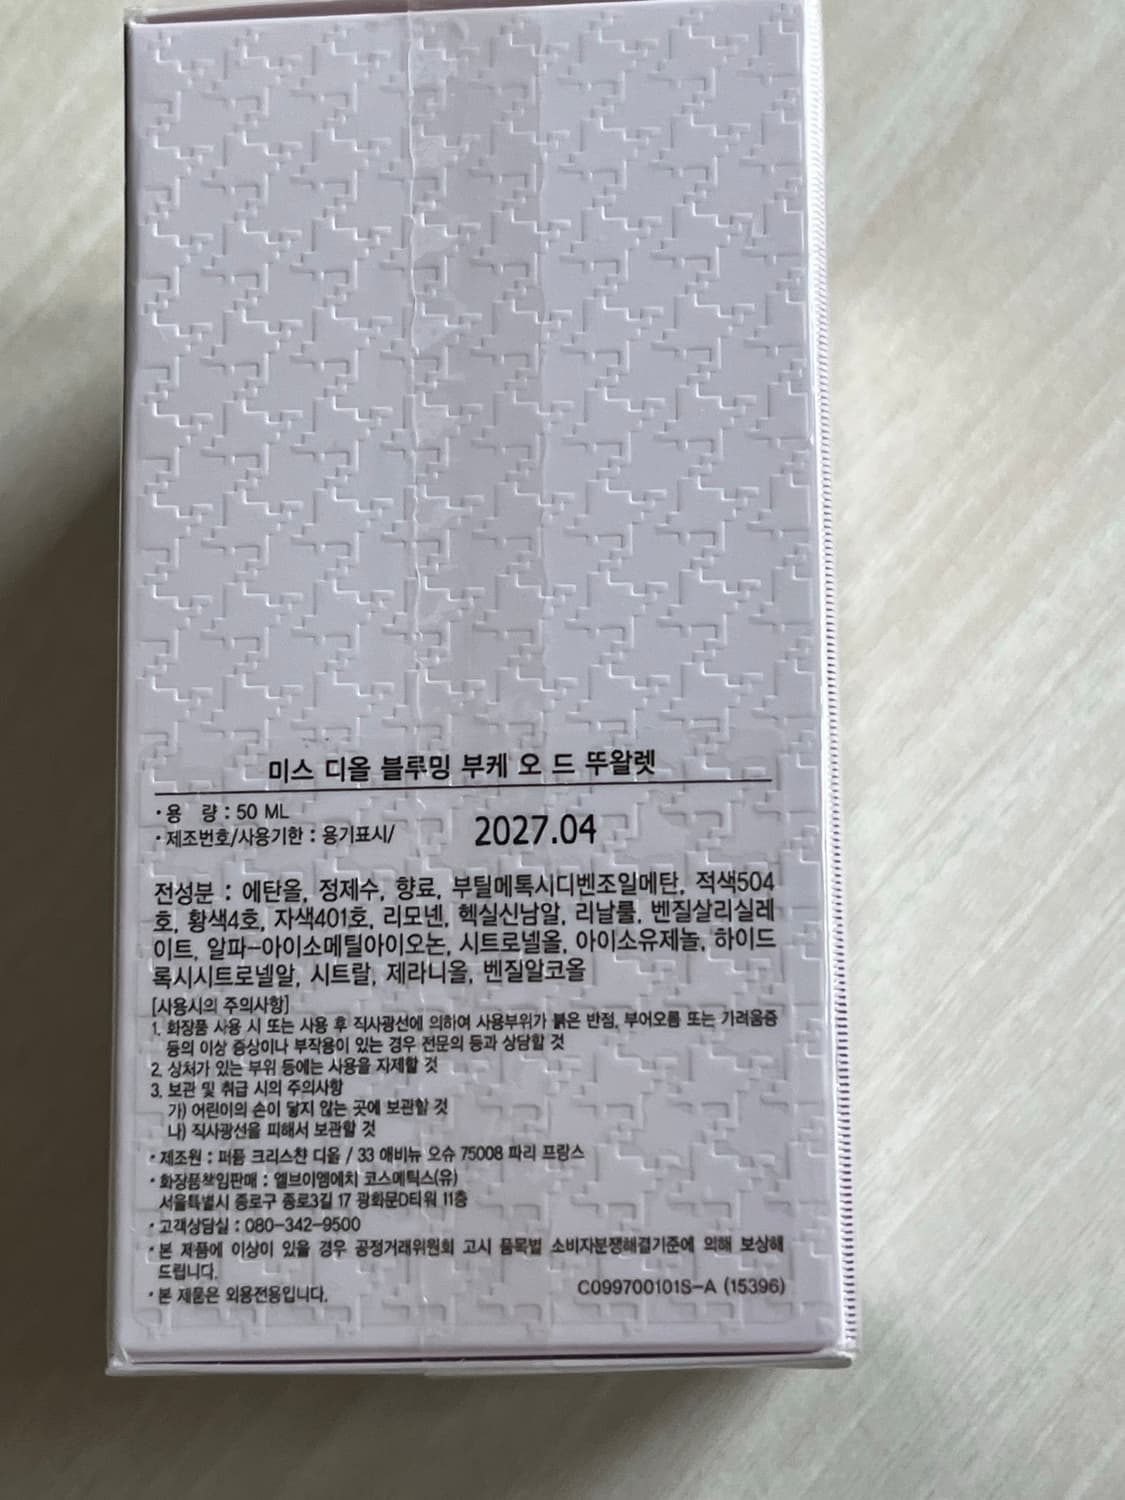 미스 디올 블루밍 부케 오 드 뚜왈렛
· 용 량 : 50 ML
· 제조번호/사용기한 : 용기표시/ 2027.04
전성분 : 에탄올, 정제수, 향료, 부틸메톡시디벤조일메탄, 적색504
호, 황색4호, 자색401호, 리모넨, 헥실신남알, 리날룰, 벤질살리실레
이트, 알파-아이소메틸아이오논, 시트로넬올, 아이소유제놀, 하이드
록시시트로넬알, 시트랄, 제라니올, 벤질알코올
[사용시의 주의사항]
1. 화장품 사용 시 또는 사용 후 직사광선에 의하여 사용부위가 붉은 반점, 부어오름 또는 가려움증
등의 이상 증상이나 부작용이 있는 경우 전문의 등과 상담할 것
2. 상처가 있는 부위 등에는 사용을 자제할 것
3. 보관 및 취급 시의 주의사항
가) 어린이의 손이 닿지 않는 곳에 보관할 것
나) 직사광선을 피해서 보관할 것
· 제조원 : 퍼퓸 크리스챤 디올 / 33 애비뉴 오슈 75008 파리 프랑스
· 화장품책임판매 : 엘브이엠에치 코스메틱스(유)
서울특별시 종로구 종로3길 17 광화문D타워 11층
· 고객상담실 : 080-342-9500
· 본 제품에 이상이 있을 경우 공정거래위원회 고시 품목별 소비자분쟁해결기준에 의해 보상해
드립니다.
· 본 제품은 외용전용입니다.
C099700101S-A (15396)